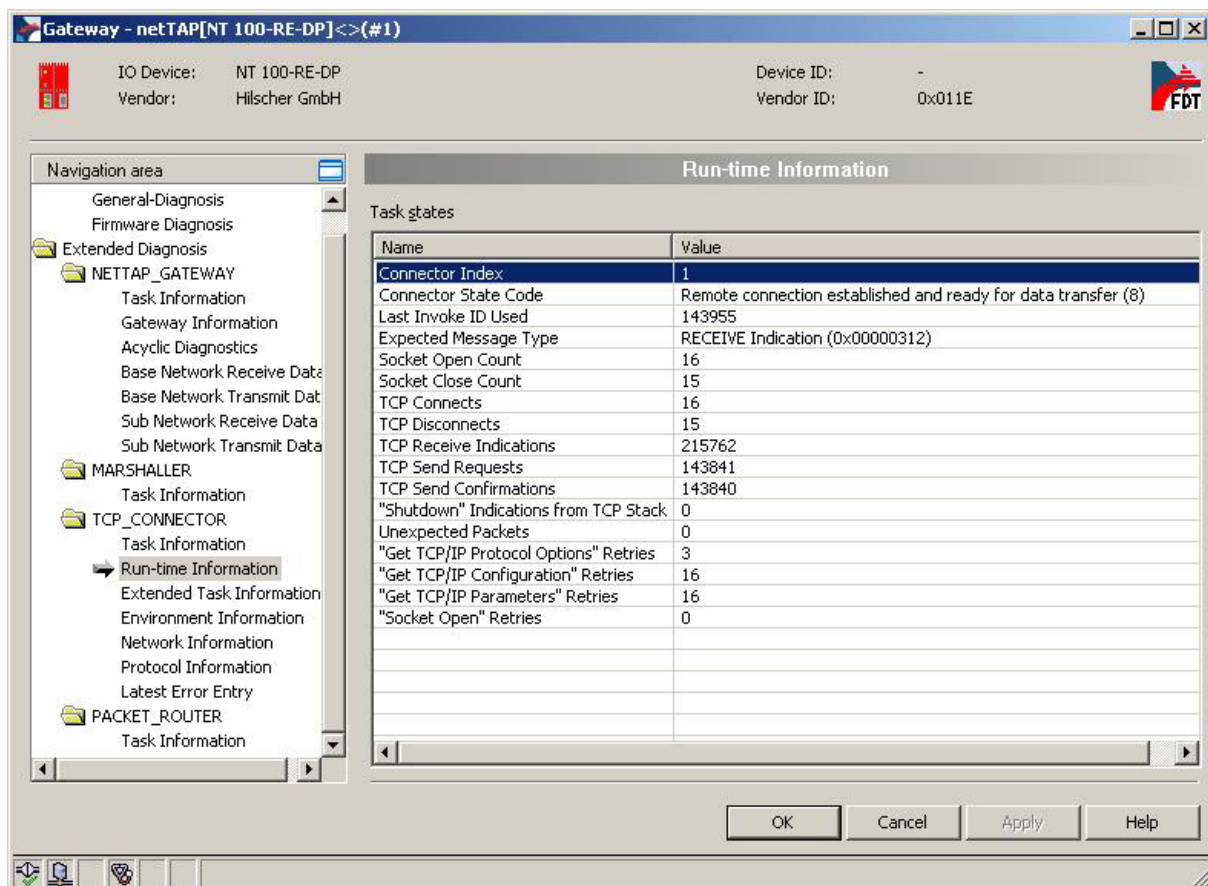 Gateway - netTAP[NT 100-RE-DP]<>(#1)
IO Device: NT 100-RE-DP Device ID: -
Vendor: Hilscher GmbH Vendor ID: 0x011E
FDT
Navigation area
General-Diagnosis
Firmware Diagnosis
Extended Diagnosis
NETTAP_GATEWAY
Task Information
Gateway Information
Acyclic Diagnostics
Base Network Receive Data
Base Network Transmit Dat
Sub Network Receive Data
Sub Network Transmit Data
MARSHALLER
Task Information
TCP_CONNECTOR
Task Information
Run-time Information
Extended Task Information
Environment Information
Network Information
Protocol Information
Latest Error Entry
PACKET_ROUTER
Task Information
Run-time Information
Task states
Name Value
Connector Index 1
Connector State Code Remote connection established and ready for data transfer (8)
Last Invoke ID Used 143955
Expected Message Type RECEIVE Indication (0x00000312)
Socket Open Count 16
Socket Close Count 15
TCP Connects 16
TCP Disconnects 15
TCP Receive Indications 215762
TCP Send Requests 143841
TCP Send Confirmations 143840
"Shutdown" Indications from TCP Stack 0
Unexpected Packets 0
"Get TCP/IP Protocol Options" Retries 3
"Get TCP/IP Configuration" Retries 16
"Get TCP/IP Parameters" Retries 16
"Socket Open" Retries 0
OK Cancel Apply Help